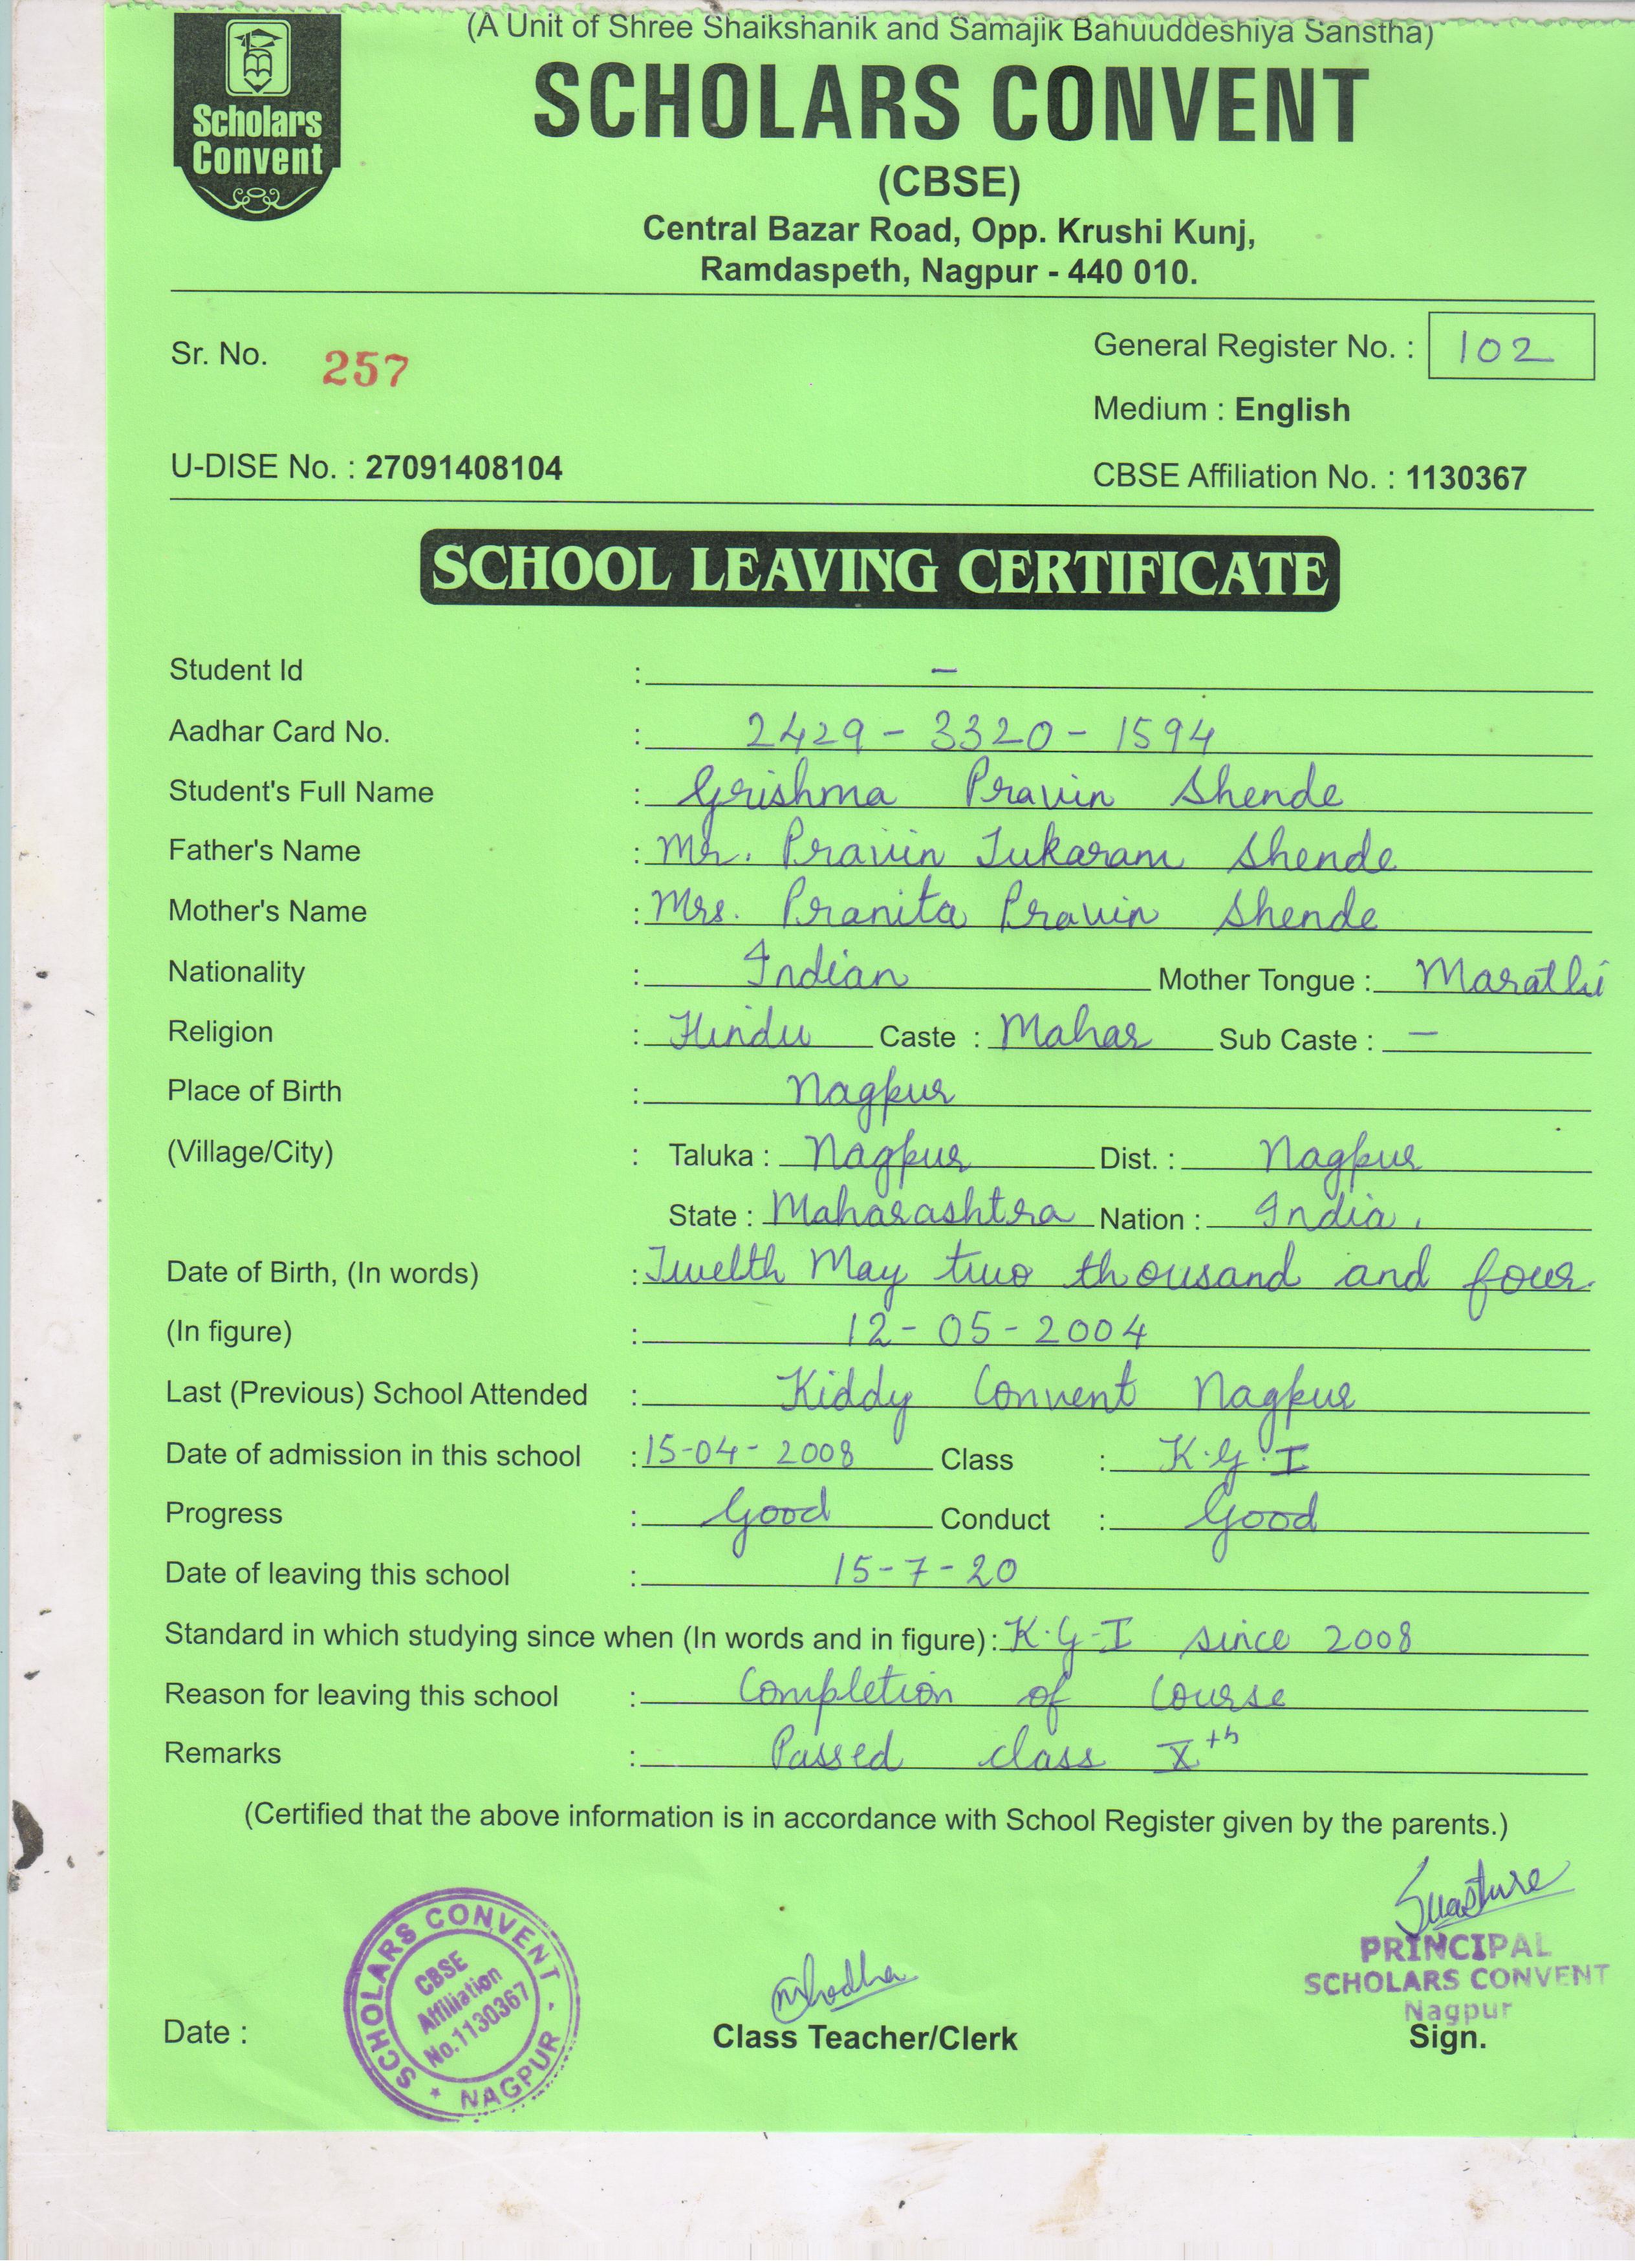 (A Unit of Shree Shaikshanik and Samajik Bahuuddeshiya Sanstha)
Scholars
Convent
SCHOLARS CONVENT
(CBSE)
Central Bazar Road, Opp. Krushi Kunj,
Ramdaspeth, Nagpur - 440 010.
Sr. No. 257
General Register No. : 102
Medium : English
U-DISE No. : 27091408104
CBSE Affiliation No. : 1130367
SCHOOL LEAVING CERTIFICATE
Student Id : –
Aadhar Card No. : 2429 - 3320 - 1594
Student's Full Name : Grishma Pravin Shende
Father's Name : Mr. Pravin Tukaram Shende
Mother's Name : Mrs. Pranita Pravin Shende
Nationality : Indian Mother Tongue : Marathi
Religion : Hindu Caste : Mahar Sub Caste : –
Place of Birth : Nagpur
(Village/City) : Taluka : Nagpur Dist. : Nagpur
State : Maharashtra Nation : India.
Date of Birth, (In words) : Twelth May two thousand and four.
(In figure) : 12 - 05 - 2004
Last (Previous) School Attended : Kiddy Convent Nagpur
Date of admission in this school : 15-04-2008 Class : K.G.I
Progress : Good Conduct : Good
Date of leaving this school : 15-7-20
Standard in which studying since when (In words and in figure) : K.G-I since 2008
Reason for leaving this school : Completion of Course
Remarks : Passed class Xth
(Certified that the above information is in accordance with School Register given by the parents.)
SCHOLARS CONVENT
CBSE
Affiliation
No.1130367
* NAGPUR
PRINCIPAL
SCHOLARS CONVENT
Nagpur
Date : Class Teacher/Clerk Sign.